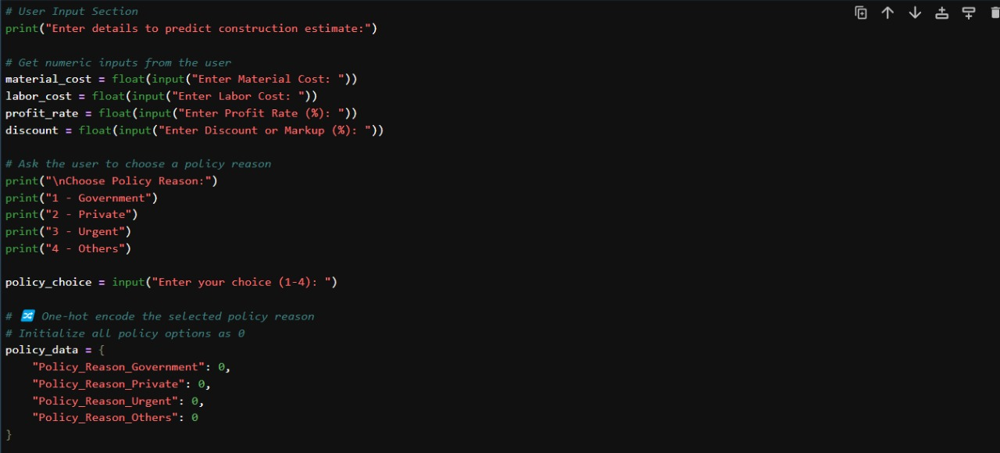 # User Input Section
print("Enter details to predict construction estimate:")
# Get numeric inputs from the user
material_cost = float(input("Enter Material Cost: "))
labor_cost = float(input("Enter Labor Cost: "))
profit_rate = float(input("Enter Profit Rate (%): "))
discount = float(input("Enter Discount or Markup (%): "))
# Ask the user to choose a policy reason
print("\nChoose Policy Reason:")
print("1 - Government")
print("2 - Private")
print("3 - Urgent")
print("4 - Others")
policy_choice = input("Enter your choice (1-4): ")
# 🔀 One-hot encode the selected policy reason
# Initialize all policy options as 0
policy_data = {
    "Policy_Reason_Government": 0,
    "Policy_Reason_Private": 0,
    "Policy_Reason_Urgent": 0,
    "Policy_Reason_Others": 0
}